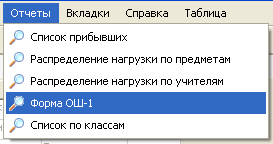 Отчеты Вкладки Справка Таблица
Список прибывших
Распределение нагрузки по предметам
Распределение нагрузки по учителям
Форма ОШ-1
Список по классам